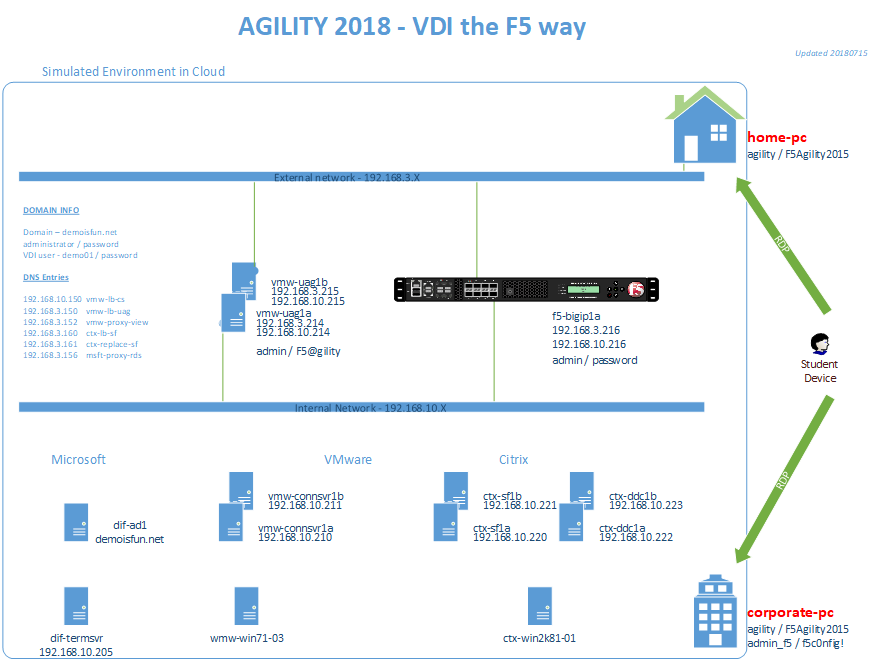 AGILITY 2018 - VDI the F5 way
Updated 20180715
Simulated Environment in Cloud
home-pc
agility / F5Agility2015
External network - 192.168.3.X
DOMAIN INFO
Domain – demoisfun.net
administrator / password
VDI user - demo01 / password
DNS Entries
192.168.10.150 vmw-lb-cs
192.168.3.150 vmw-lb-uag
192.168.3.152 vmw-proxy-view
192.168.3.160 ctx-lb-sf
192.168.3.161 ctx-replace-sf
192.168.3.156 msft-proxy-rds
vmw-uag1b
192.168.3.215
192.168.10.215
vmw-uag1a
192.168.3.214
192.168.10.214
admin / F5@gility
f5
f5-bigip1a
192.168.3.216
192.168.10.216
admin / password
RDP
Student
Device
RDP
Internal Network - 192.168.10.X
Microsoft
VMware
Citrix
dif-ad1
demoisfun.net
vmw-connsvr1b
192.168.10.211
vmw-connsvr1a
192.168.10.210
ctx-sf1b
192.168.10.221
ctx-sf1a
192.168.10.220
ctx-ddc1b
192.168.10.223
ctx-ddc1a
192.168.10.222
dif-termsvr
192.168.10.205
wmw-win71-03
ctx-win2k81-01
corporate-pc
agility / F5Agility2015
admin_f5 / f5c0nfig!